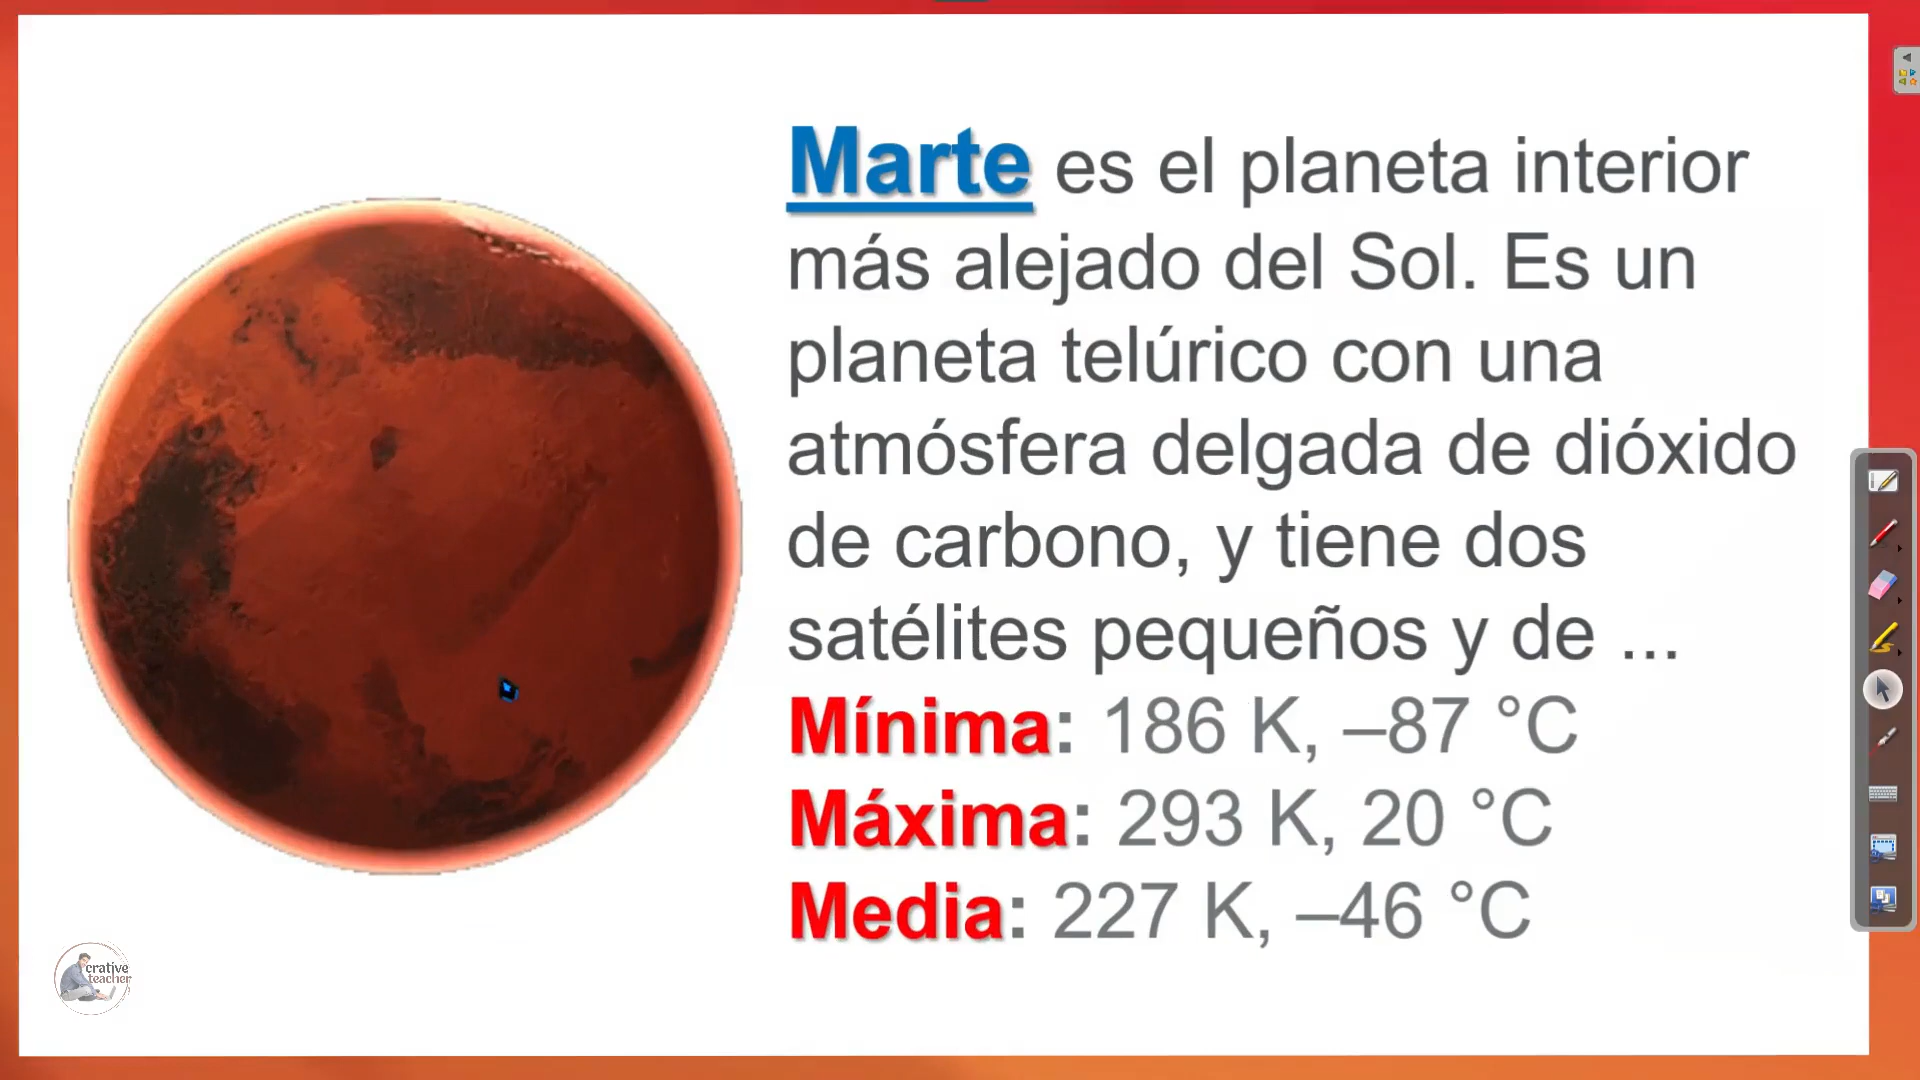 Marte es el planeta interior
más alejado del Sol. Es un
planeta telúrico con una
atmósfera delgada de dióxido
de carbono, y tiene dos
satélites pequeños y de ...
Mínima: 186 K, –87 °C
Máxima: 293 K, 20 °C
Media: 227 K, –46 °C
crative
teacher